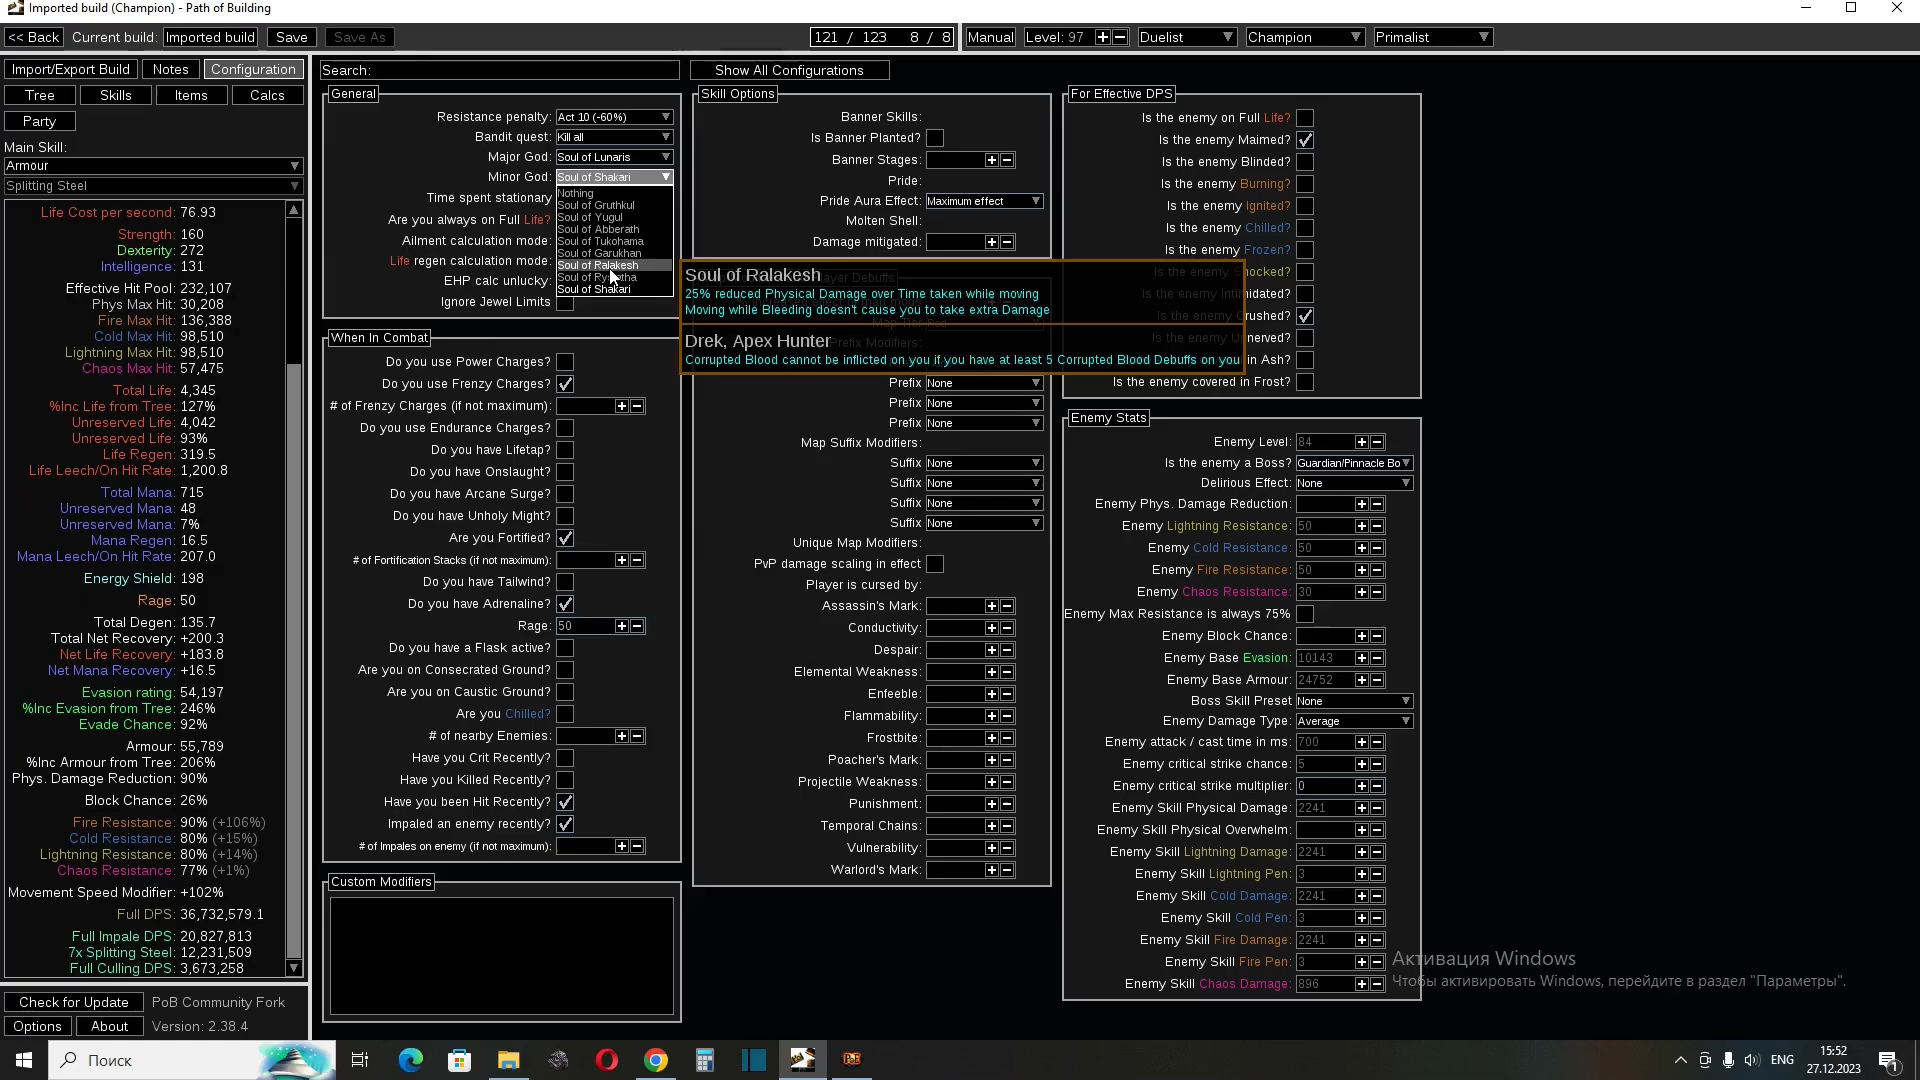 Imported build (Champion) - Path of Building
<< Back Current build: Imported build Save Save As 121 / 123 8 / 8 Manual Level: 97 Duelist Champion Primalist
Import/Export Build Notes Configuration
Tree Skills Items Calcs
Party
Main Skill:
Armour
Splitting Steel
Life Cost per second: 76.93
Strength: 160
Dexterity: 272
Intelligence: 131
Effective Hit Pool: 232,107
Phys Max Hit: 30,208
Fire Max Hit: 136,388
Cold Max Hit: 98,510
Lightning Max Hit: 98,510
Chaos Max Hit: 57,475
Total Life: 4,345
%Inc Life from Tree: 127%
Unreserved Life: 4,042
Unreserved Life: 93%
Life Regen: 319.5
Life Leech/On Hit Rate: 1,200.8
Total Mana: 715
Unreserved Mana: 48
Unreserved Mana: 7%
Mana Regen: 16.5
Mana Leech/On Hit Rate: 207.0
Energy Shield: 198
Rage: 50
Total Degen: 135.7
Total Net Recovery: +200.3
Net Life Recovery: +183.8
Net Mana Recovery: +16.5
Evasion rating: 54,197
%Inc Evasion from Tree: 246%
Evade Chance: 92%
Armour: 55,789
%Inc Armour from Tree: 206%
Phys. Damage Reduction: 90%
Block Chance: 26%
Fire Resistance: 90% (+106%)
Cold Resistance: 80% (+15%)
Lightning Resistance: 80% (+14%)
Chaos Resistance: 77% (+1%)
Movement Speed Modifier: +102%
Full DPS: 36,732,579.1
Full Impale DPS: 20,827,813
7x Splitting Steel: 12,231,509
Full Culling DPS: 3,673,258
Check for Update PoB Community Fork
Options About Version: 2.38.4
Search: Show All Configurations
General
Resistance penalty: Act 10 (-60%)
Bandit quest: Kill all
Major God: Soul of Lunaris
Minor God: Soul of Shakari
Nothing
Soul of Gruthkul
Soul of Yugul
Soul of Abberath
Soul of Tukohama
Soul of Garukhan
Soul of Ralakesh
Soul of Shakari
Time spent stationary
Are you always on Full Life?
Ailment calculation mode:
Life regen calculation mode:
EHP calc unlucky:
Ignore Jewel Limits
When In Combat
Do you use Power Charges?
Do you use Frenzy Charges?
# of Frenzy Charges (if not maximum):
Do you use Endurance Charges?
Do you have Lifetap?
Do you have Onslaught?
Do you have Arcane Surge?
Do you have Unholy Might?
Are you Fortified?
# of Fortification Stacks (if not maximum):
Do you have Tailwind?
Do you have Adrenaline?
Rage: 50
Do you have a Flask active?
Are you on Consecrated Ground?
Are you on Caustic Ground?
Are you Chilled?
# of nearby Enemies:
Have you Crit Recently?
Have you Killed Recently?
Have you been Hit Recently?
Impaled an enemy recently?
# of Impales on enemy (if not maximum):
Custom Modifiers
Skill Options
Banner Skills:
Is Banner Planted?
Banner Stages:
Pride:
Pride Aura Effect: Maximum effect
Molten Shell:
Damage mitigated:
Soul of Ralakesh
25% reduced Physical Damage over Time taken while moving
Moving while Bleeding doesn't cause you to take extra Damage
Drek, Apex Hunter
Corrupted Blood cannot be inflicted on you if you have at least 5 Corrupted Blood Debuffs on you
Prefix None
Prefix None
Prefix None
Map Suffix Modifiers:
Suffix None
Suffix None
Suffix None
Suffix None
Unique Map Modifiers:
PvP damage scaling in effect
Player is cursed by:
Assassin's Mark:
Conductivity:
Despair:
Elemental Weakness:
Enfeeble:
Flammability:
Frostbite:
Poacher's Mark:
Projectile Weakness:
Punishment:
Temporal Chains:
Vulnerability:
Warlord's Mark:
For Effective DPS
Is the enemy on Full Life?
Is the enemy Maimed?
Is the enemy Blinded?
Is the enemy Burning?
Is the enemy Ignited?
Is the enemy Chilled?
Is the enemy Frozen?
in Ash?
Is the enemy covered in Frost?
Enemy Stats
Enemy Level: 84
Is the enemy a Boss? Guardian/Pinnacle Bo
Delirious Effect: None
Enemy Phys. Damage Reduction:
Enemy Lightning Resistance: 50
Enemy Cold Resistance: 50
Enemy Fire Resistance: 50
Enemy Chaos Resistance: 30
Enemy Max Resistance is always 75%
Enemy Block Chance:
Enemy Base Evasion: 10143
Enemy Base Armour: 24752
Boss Skill Preset None
Enemy Damage Type: Average
Enemy attack / cast time in ms: 700
Enemy critical strike chance: 5
Enemy critical strike multiplier: 0
Enemy Skill Physical Damage: 2241
Enemy Skill Physical Overwhelm:
Enemy Skill Lightning Damage: 2241
Enemy Skill Lightning Pen: 3
Enemy Skill Cold Damage: 2241
Enemy Skill Cold Pen: 3
Enemy Skill Fire Damage: 2241
Enemy Skill Fire Pen: 3
Enemy Skill Chaos Damage: 896
Активация Windows
Чтобы активировать Windows, перейдите в раздел "Параметры".
Поиск
ENG
15:52
27.12.2023
1